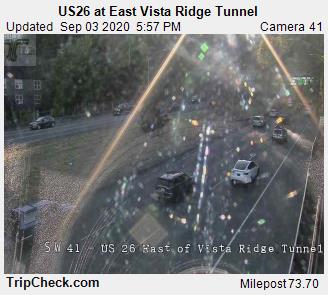 US26 at East Vista Ridge Tunnel
Updated Sep 03 2020 5:57 PM Camera 41
SW 41 - US 26 East of Vista Ridge Tunnel
TripCheck.com Milepost 73.70